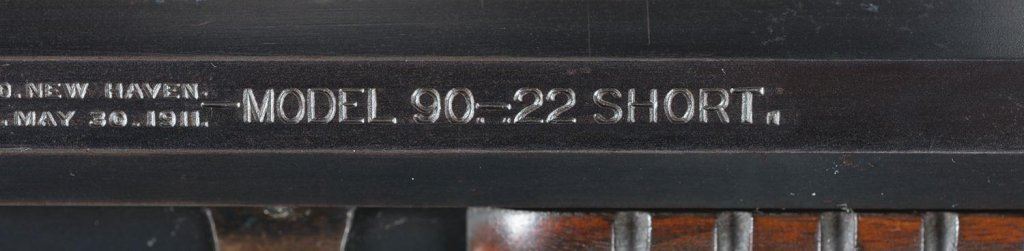 O. NEW HAVEN.
.MAY 30.1911.
-MODEL 90-.22 SHORT.